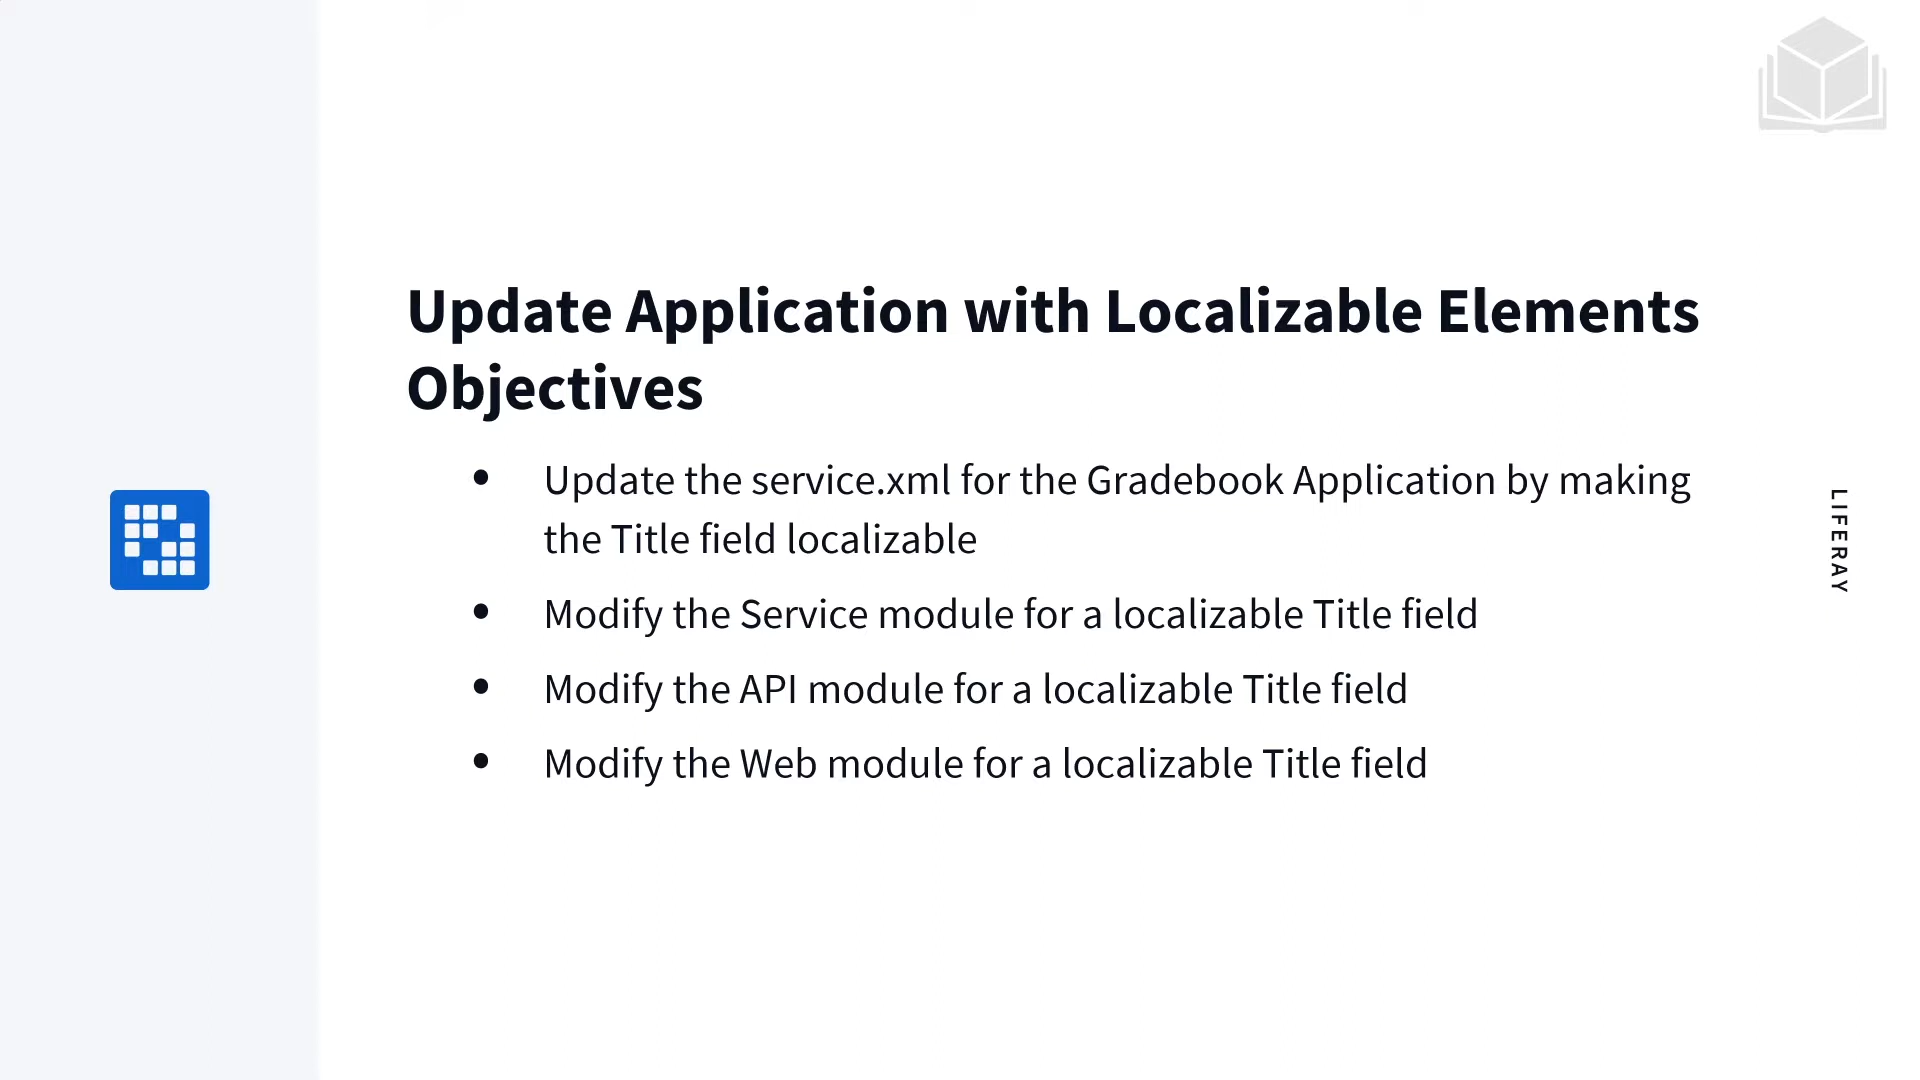 Update Application with Localizable Elements
Objectives
• Update the service.xml for the Gradebook Application by making
the Title field localizable
• Modify the Service module for a localizable Title field
• Modify the API module for a localizable Title field
• Modify the Web module for a localizable Title field
LIFERAY